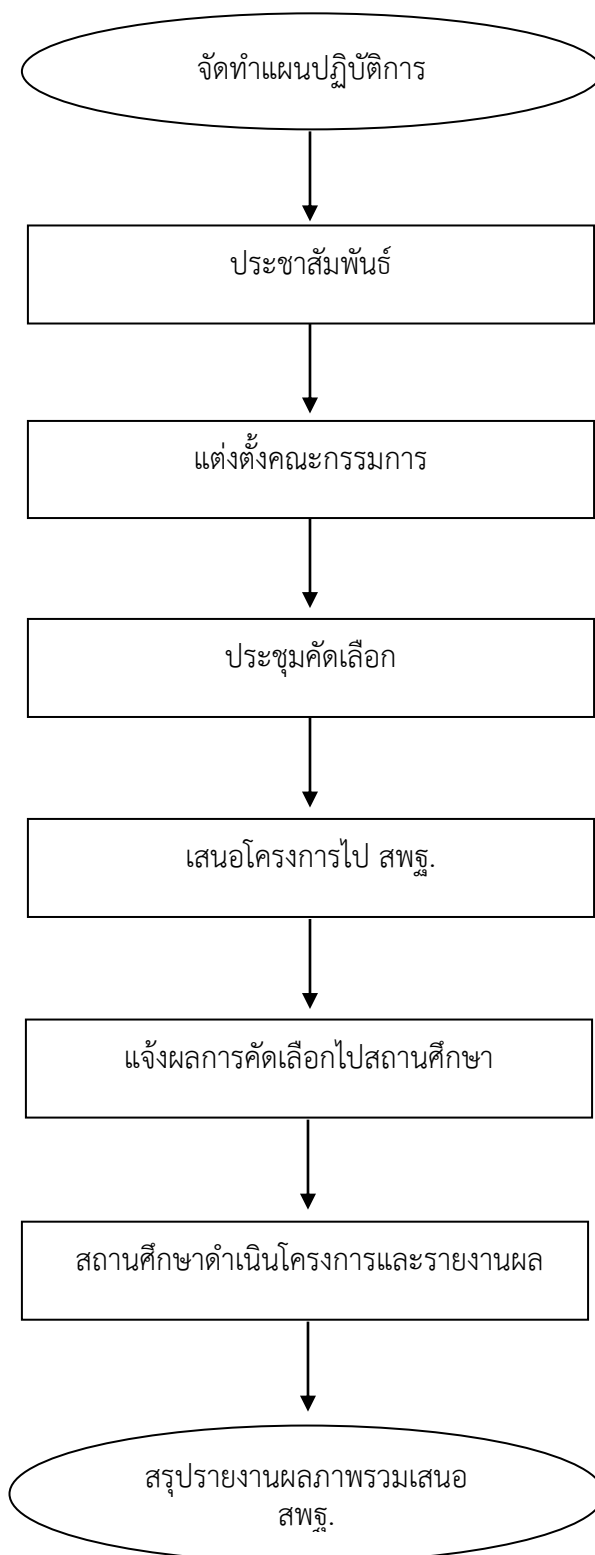 จัดทำแผนปฏิบัติการ
ประชาสัมพันธ์
แต่งตั้งคณะกรรมการ
ประชุมคัดเลือก
เสนอโครงการไป สพฐ.
แจ้งผลการคัดเลือกไปสถานศึกษา
สถานศึกษาดำเนินโครงการและรายงานผล
สรุปรายงานผลภาพรวมเสนอ
สพฐ.